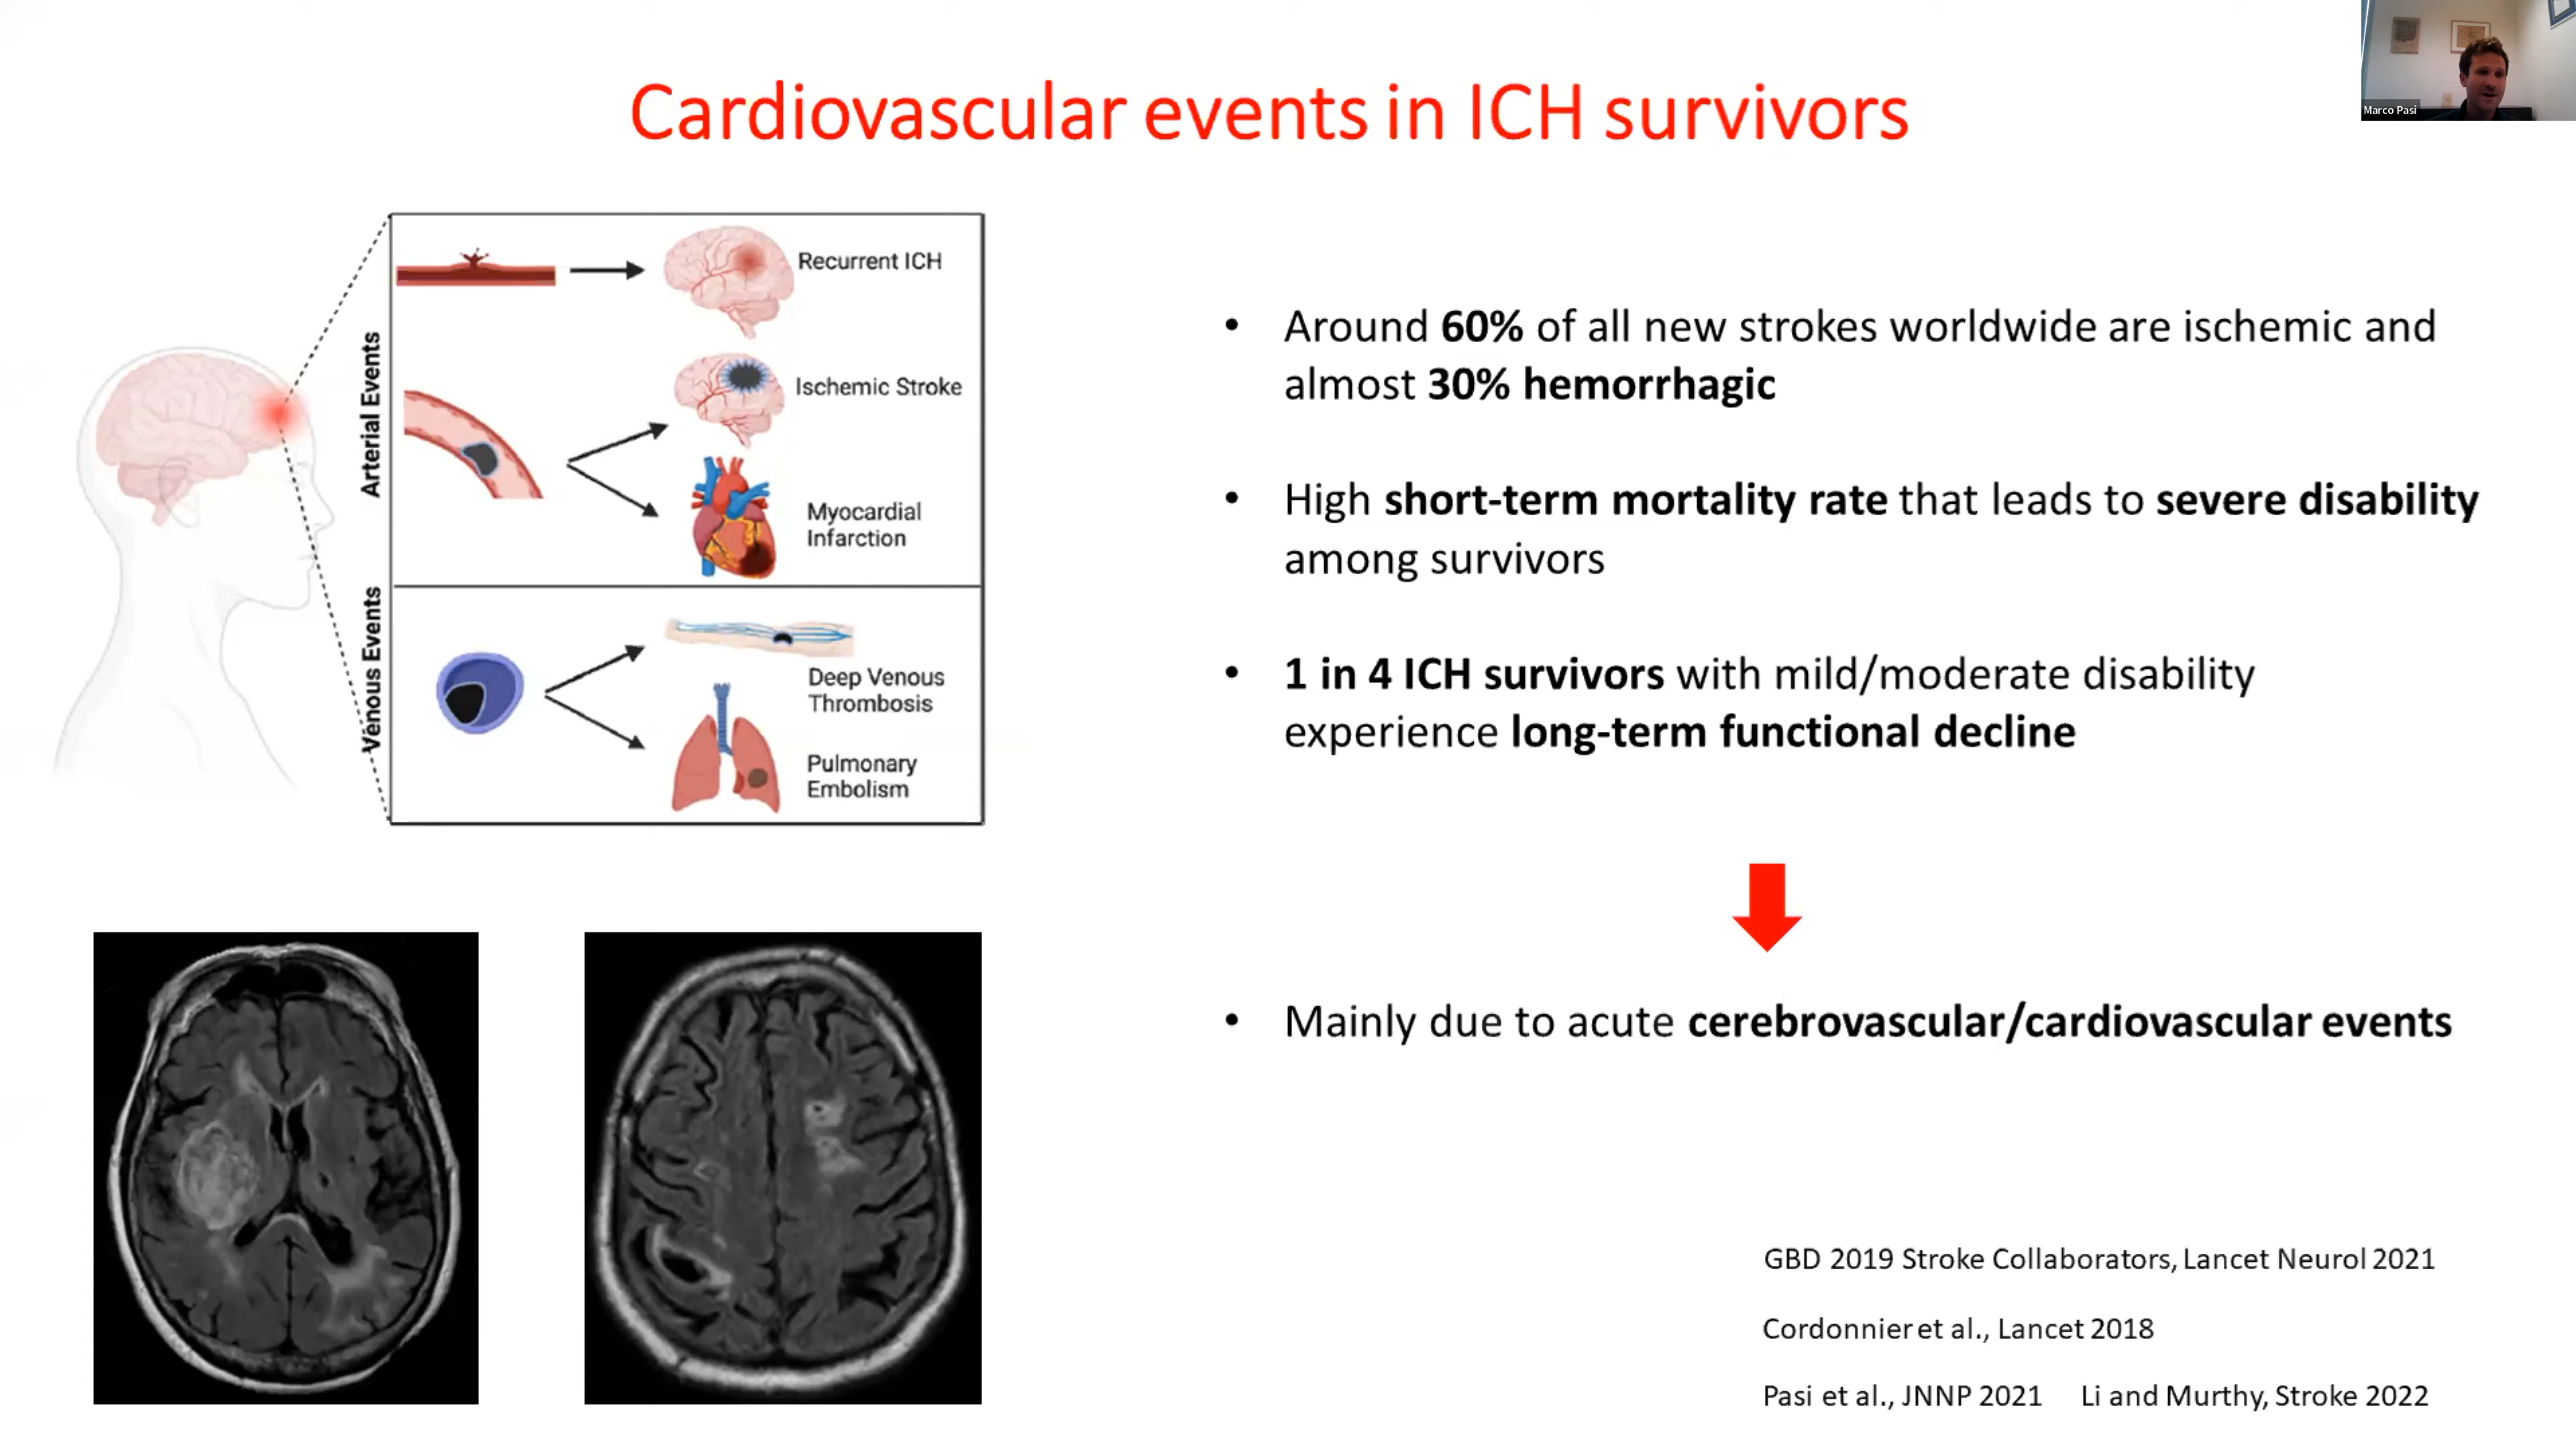 Cardiovascular events in ICH survivors
Marco Pasi
Arterial Events
Recurrent ICH
Ischemic Stroke
Myocardial
Infarction
Venous Events
Deep Venous
Thrombosis
Pulmonary
Embolism
• Around 60% of all new strokes worldwide are ischemic and
almost 30% hemorrhagic
• High short-term mortality rate that leads to severe disability
among survivors
• 1 in 4 ICH survivors with mild/moderate disability
experience long-term functional decline
• Mainly due to acute cerebrovascular/cardiovascular events
GBD 2019 Stroke Collaborators, Lancet Neurol 2021
Cordonnier et al., Lancet 2018
Pasi et al., JNNP 2021 Li and Murthy, Stroke 2022